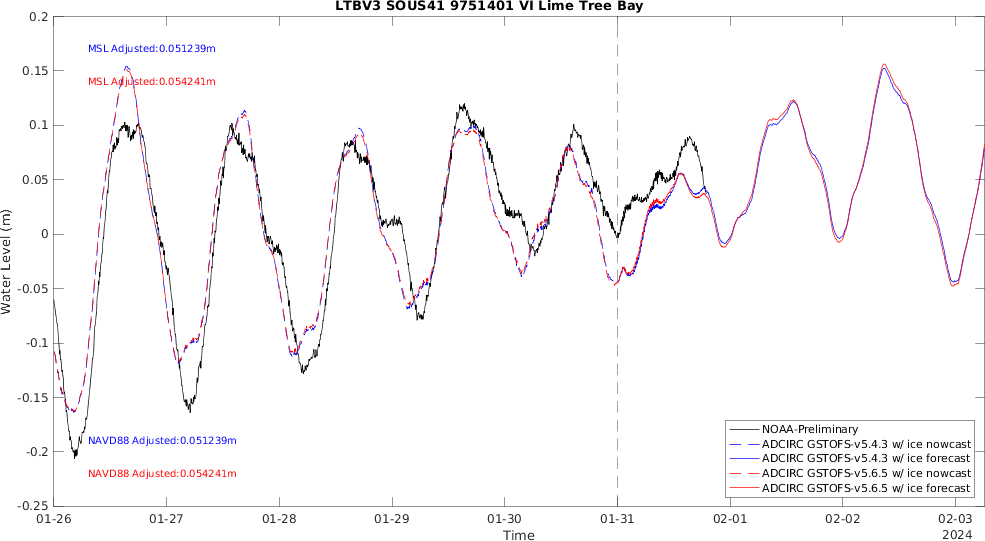 LTBV3 SOUS41 9751401 VI Lime Tree Bay
0.2
MSL Adjusted:0.051239m
0.15
MSL Adjusted:0.054241m
0.1
0.05
0
Water Level (m)
-0.05
-0.1
-0.15
NAVD88 Adjusted:0.051239m
-0.2
NAVD88 Adjusted:0.054241m
-0.25
NOAA-Preliminary
ADCIRC GSTOFS-v5.4.3 w/ ice nowcast
ADCIRC GSTOFS-v5.4.3 w/ ice forecast
ADCIRC GSTOFS-v5.6.5 w/ ice nowcast
ADCIRC GSTOFS-v5.6.5 w/ ice forecast
01-26 01-27 01-28 01-29 01-30 01-31 02-01 02-02 02-03
Time
2024